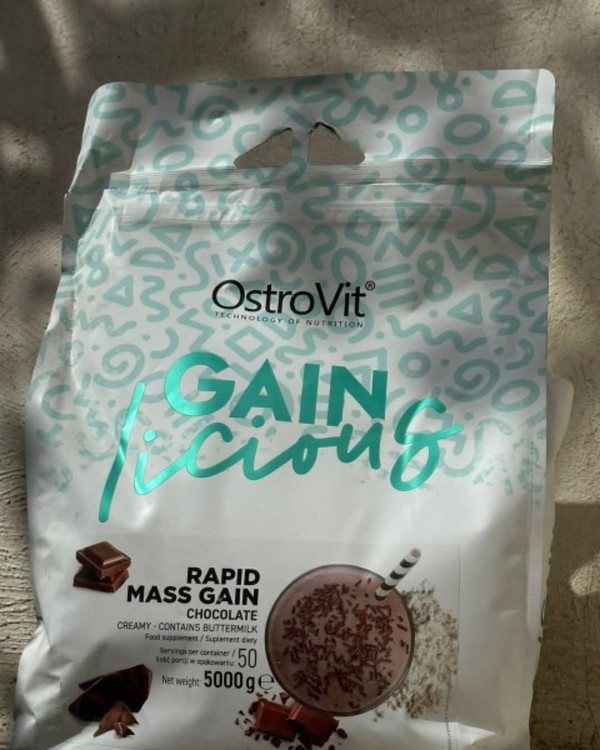 OstroVit®
TECHNOLOGY OF NUTRITION
GAIN
licious
RAPID
MASS GAIN
CHOCOLATE
CREAMY - CONTAINS BUTTERMILK
Food supplement / Suplement diety
Servings per container /
Ilość porcji w opakowaniu: 50
Net weight: 5000 g ℮